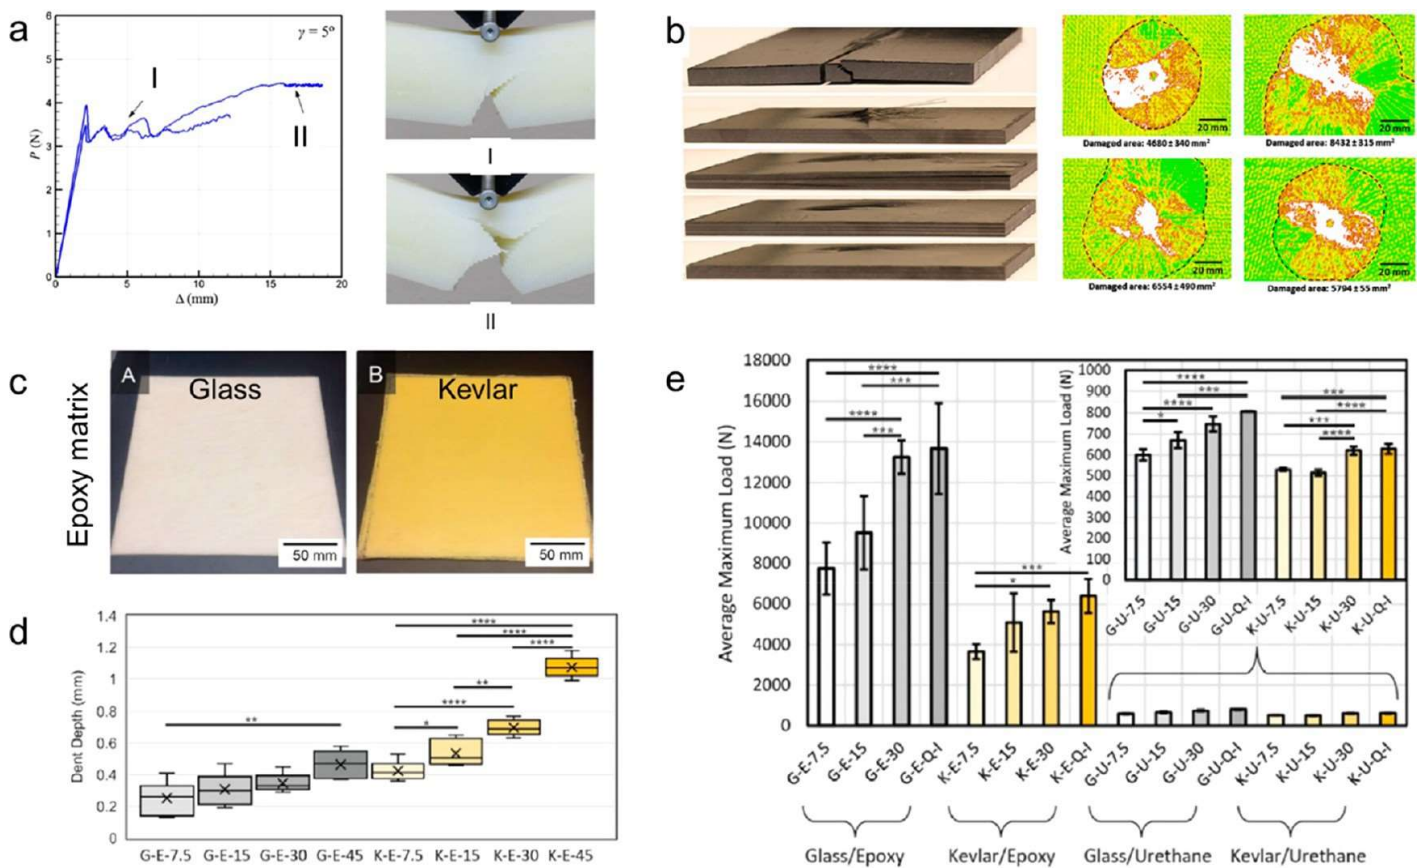 a
6
5
4
3
2
1
0
P (N)
0
5
10
15
20
Δ (mm)
γ = 5°
I
II
I
II
b
20 mm
Damaged area: 4680 ± 340 mm²
20 mm
Damaged area: 8432 ± 315 mm²
20 mm
Damaged area: 6554 ± 490 mm²
20 mm
Damaged area: 5794 ± 55 mm²
c
Epoxy matrix
A
Glass
50 mm
B
Kevlar
50 mm
d
Dent Depth (mm)
1.4
1.2
1
0.8
0.6
0.4
0.2
0
**
*
****
**
****
****
****
G-E-7.5
G-E-15
G-E-30
G-E-45
K-E-7.5
K-E-15
K-E-30
K-E-45
e
Average Maximum Load (N)
18000
16000
14000
12000
10000
8000
6000
4000
2000
0
****
***
****
***
***
*
G-E-7.5
G-E-15
G-E-30
G-E-Q-I
K-E-7.5
K-E-15
K-E-30
K-E-Q-I
G-U-7.5
G-U-15
G-U-30
G-U-Q-I
K-U-7.5
K-U-15
K-U-30
K-U-Q-I
Glass/Epoxy
Kevlar/Epoxy
Glass/Urethane
Kevlar/Urethane
Average Maximum Load (N)
1000
900
800
700
600
500
400
300
200
100
0
****
***
****
*
***
****
***
****
G-U-7.5
G-U-15
G-U-30
G-U-Q-I
K-U-7.5
K-U-15
K-U-30
K-U-Q-I